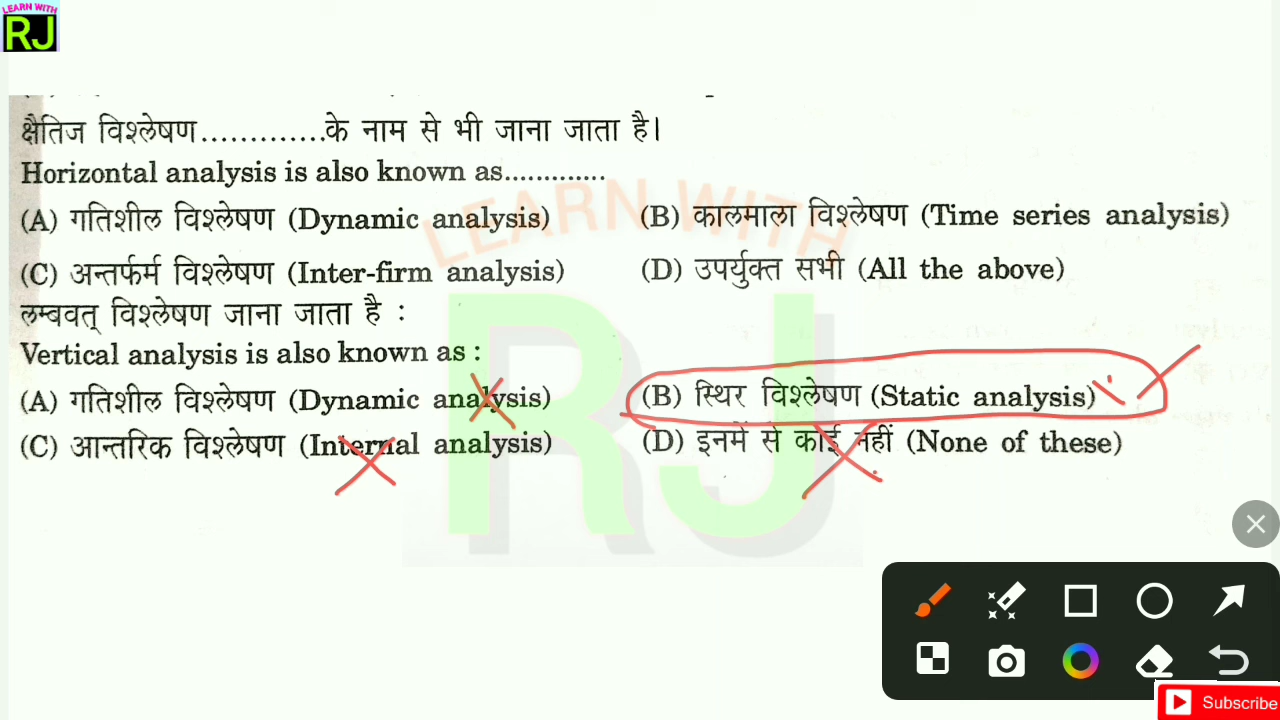 LEARN WITH
RJ
क्षैतिज विश्लेषण.............के नाम से भी जाना जाता है।
Horizontal analysis is also known as.............
(A) गतिशील विश्लेषण (Dynamic analysis) (B) कालमाला विश्लेषण (Time series analysis)
(C) अन्तर्फर्म विश्लेषण (Inter-firm analysis) (D) उपर्युक्त सभी (All the above)
लम्बवत् विश्लेषण जाना जाता है :
Vertical analysis is also known as :
(A) गतिशील विश्लेषण (Dynamic analysis) (B) स्थिर विश्लेषण (Static analysis)
(C) आन्तरिक विश्लेषण (Internal analysis) (D) इनमें से कोई नहीं (None of these)
LEARN WITH
RJ
Subscribe